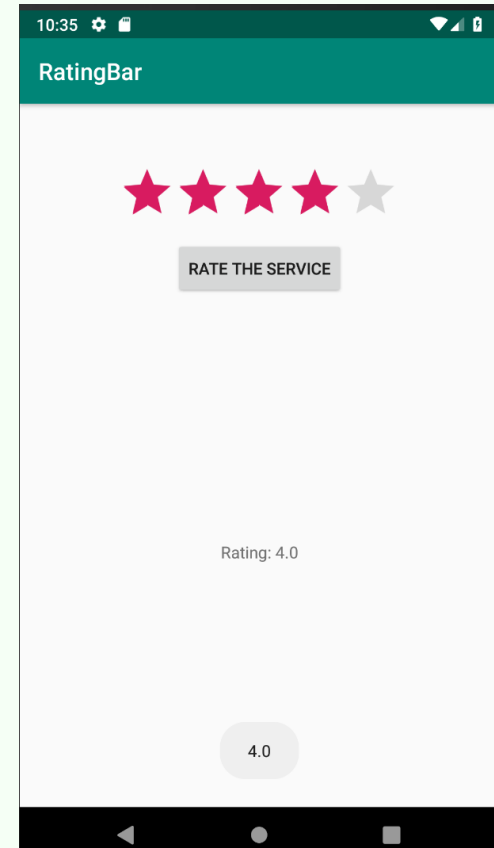 10:35
RatingBar
RATE THE SERVICE
Rating: 4.0
4.0